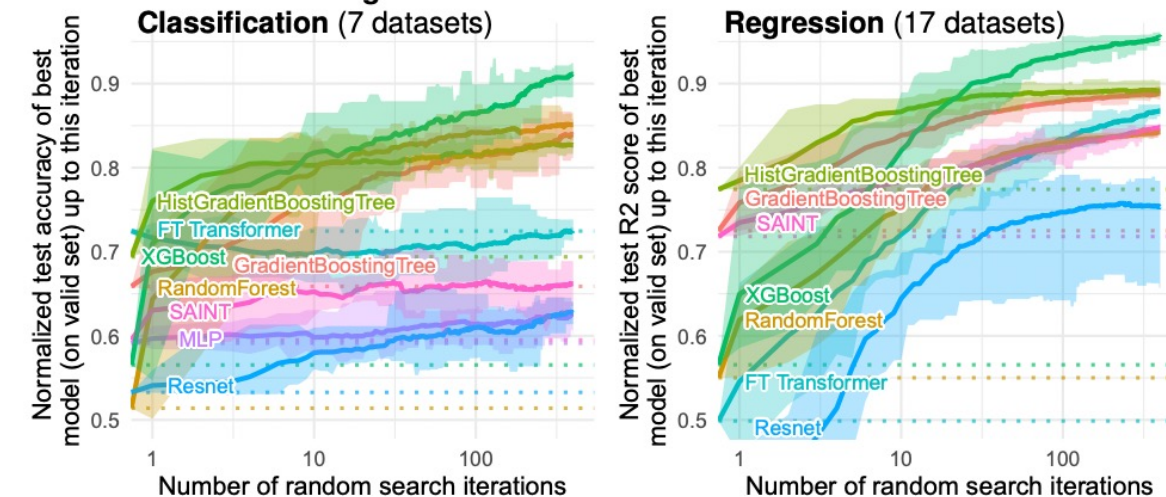 Classification (7 datasets)
Normalized test accuracy of best
model (on valid set) up to this iteration
0.9
0.8
0.7
0.6
0.5
HistGradientBoostingTree
FT Transformer
XGBoost
GradientBoostingTree
RandomForest
SAINT
MLP
Resnet
1 10 100
Number of random search iterations
Regression (17 datasets)
Normalized test R2 score of best
model (on valid set) up to this iteration
0.9
0.8
0.7
0.6
0.5
HistGradientBoostingTree
GradientBoostingTree
SAINT
XGBoost
RandomForest
FT Transformer
Resnet
1 10 100
Number of random search iterations